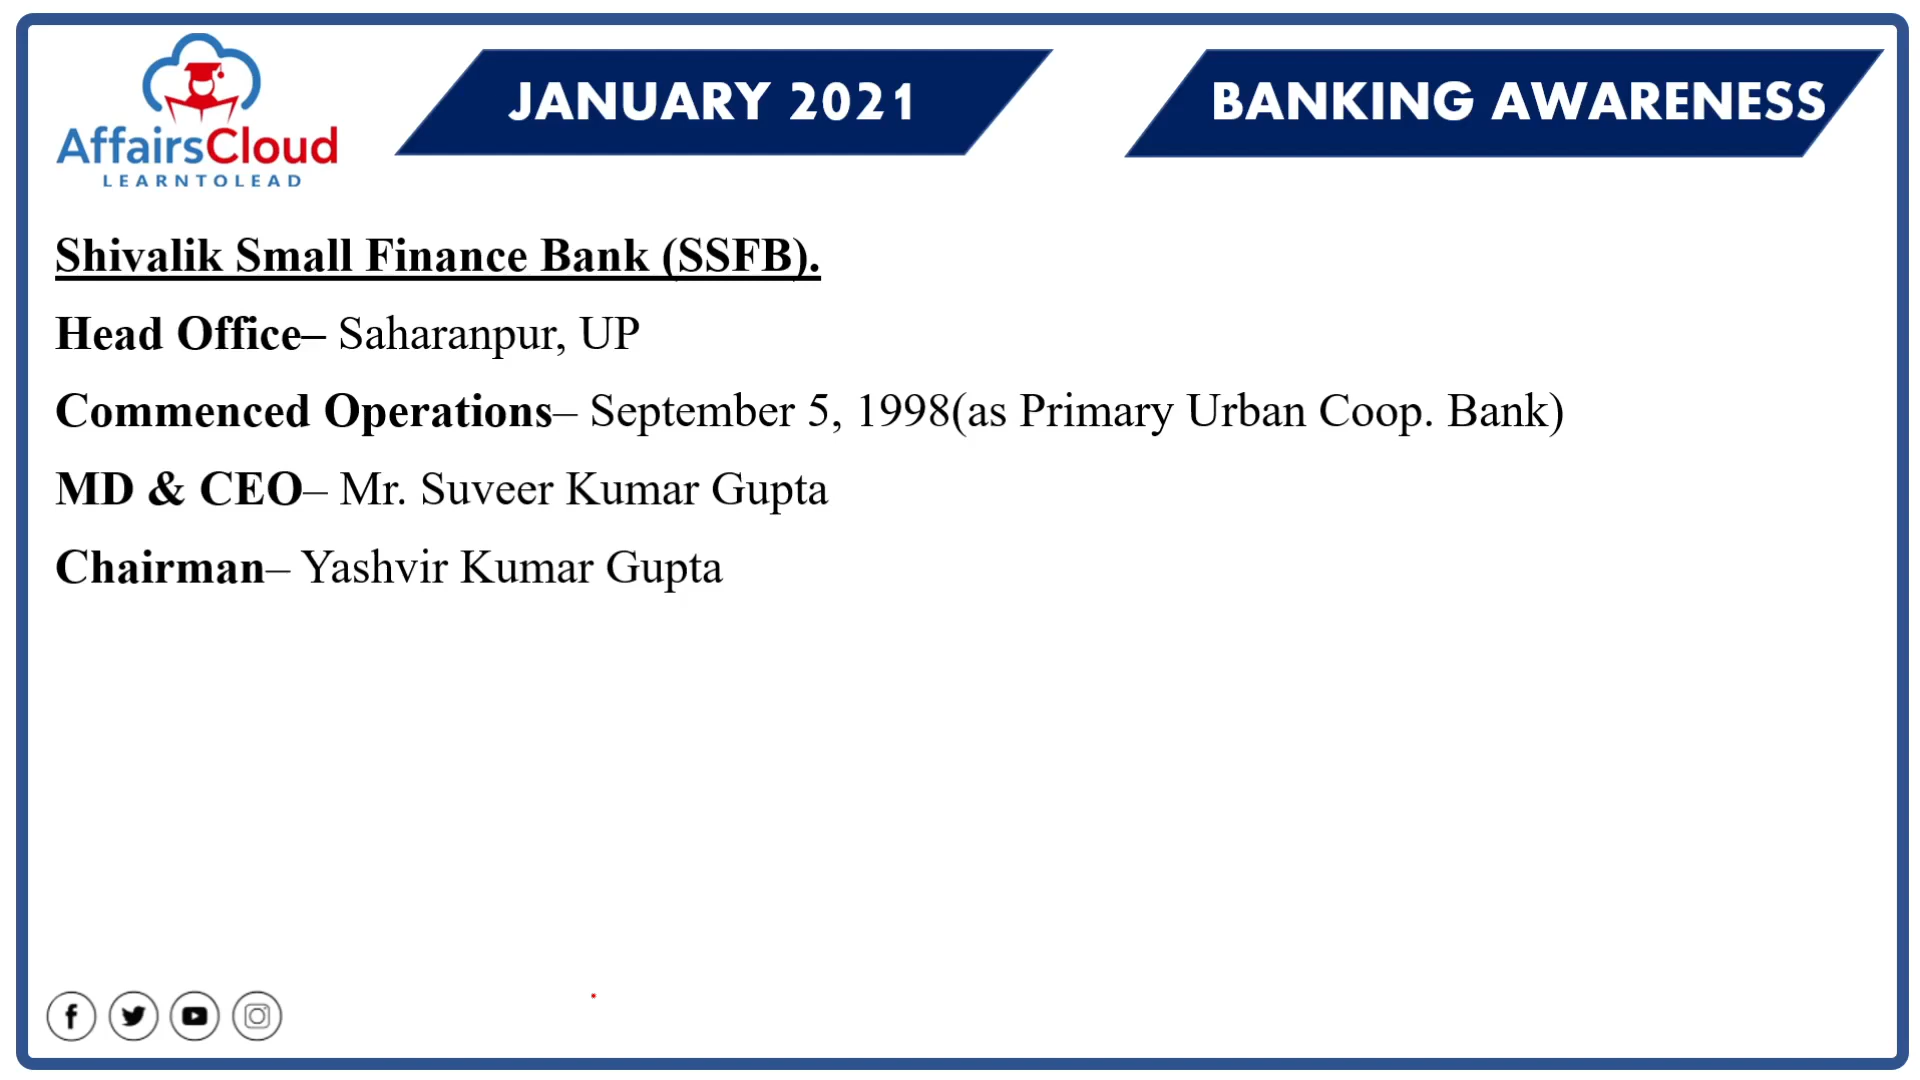 AffairsCloud
LEARNTOLEAD
JANUARY 2021
BANKING AWARENESS
Shivalik Small Finance Bank (SSFB).
Head Office– Saharanpur, UP
Commenced Operations– September 5, 1998(as Primary Urban Coop. Bank)
MD & CEO– Mr. Suveer Kumar Gupta
Chairman– Yashvir Kumar Gupta